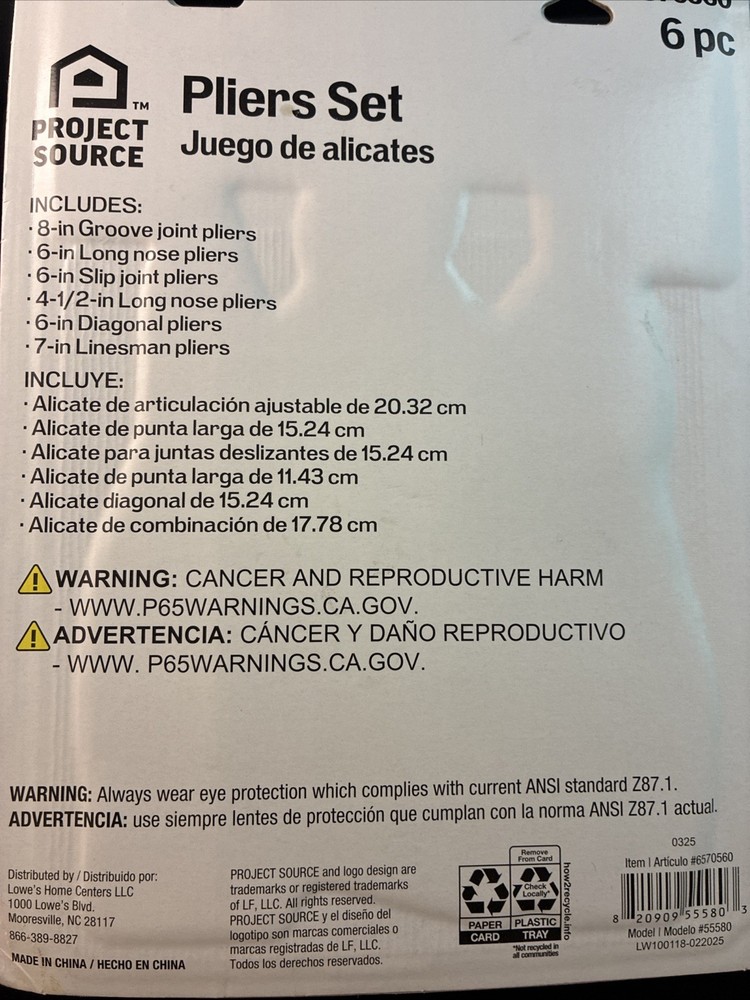 6 pc
PROJECT
SOURCE
TM
Pliers Set
Juego de alicates
INCLUDES:
· 8-in Groove joint pliers
· 6-in Long nose pliers
· 6-in Slip joint pliers
· 4-1/2-in Long nose pliers
· 6-in Diagonal pliers
· 7-in Linesman pliers
INCLUYE:
· Alicate de articulación ajustable de 20.32 cm
· Alicate de punta larga de 15.24 cm
· Alicate para juntas deslizantes de 15.24 cm
· Alicate de punta larga de 11.43 cm
· Alicate diagonal de 15.24 cm
· Alicate de combinación de 17.78 cm
WARNING: CANCER AND REPRODUCTIVE HARM
- WWW.P65WARNINGS.CA.GOV.
ADVERTENCIA: CÁNCER Y DAÑO REPRODUCTIVO
- WWW. P65WARNINGS.CA.GOV.
WARNING: Always wear eye protection which complies with current ANSI standard Z87.1.
ADVERTENCIA: use siempre lentes de protección que cumplan con la norma ANSI Z87.1 actual.
Distributed by / Distribuido por:
Lowe's Home Centers LLC
1000 Lowe's Blvd.
Mooresville, NC 28117
866-389-8827
MADE IN CHINA / HECHO EN CHINA
PROJECT SOURCE and logo design are
trademarks or registered trademarks
of LF, LLC. All rights reserved.
PROJECT SOURCE y el diseño del
logotipo son marcas comerciales o
marcas registradas de LF, LLC.
Todos los derechos reservados.
Remove
From Card
Check
Locally*
PAPER
CARD
PLASTIC
TRAY
*Not recycled in
all communities
how2recycle.info
0325
Item | Artículo #6570560
8 20909 55580 3
Model | Modelo #55580
LW100118-022025